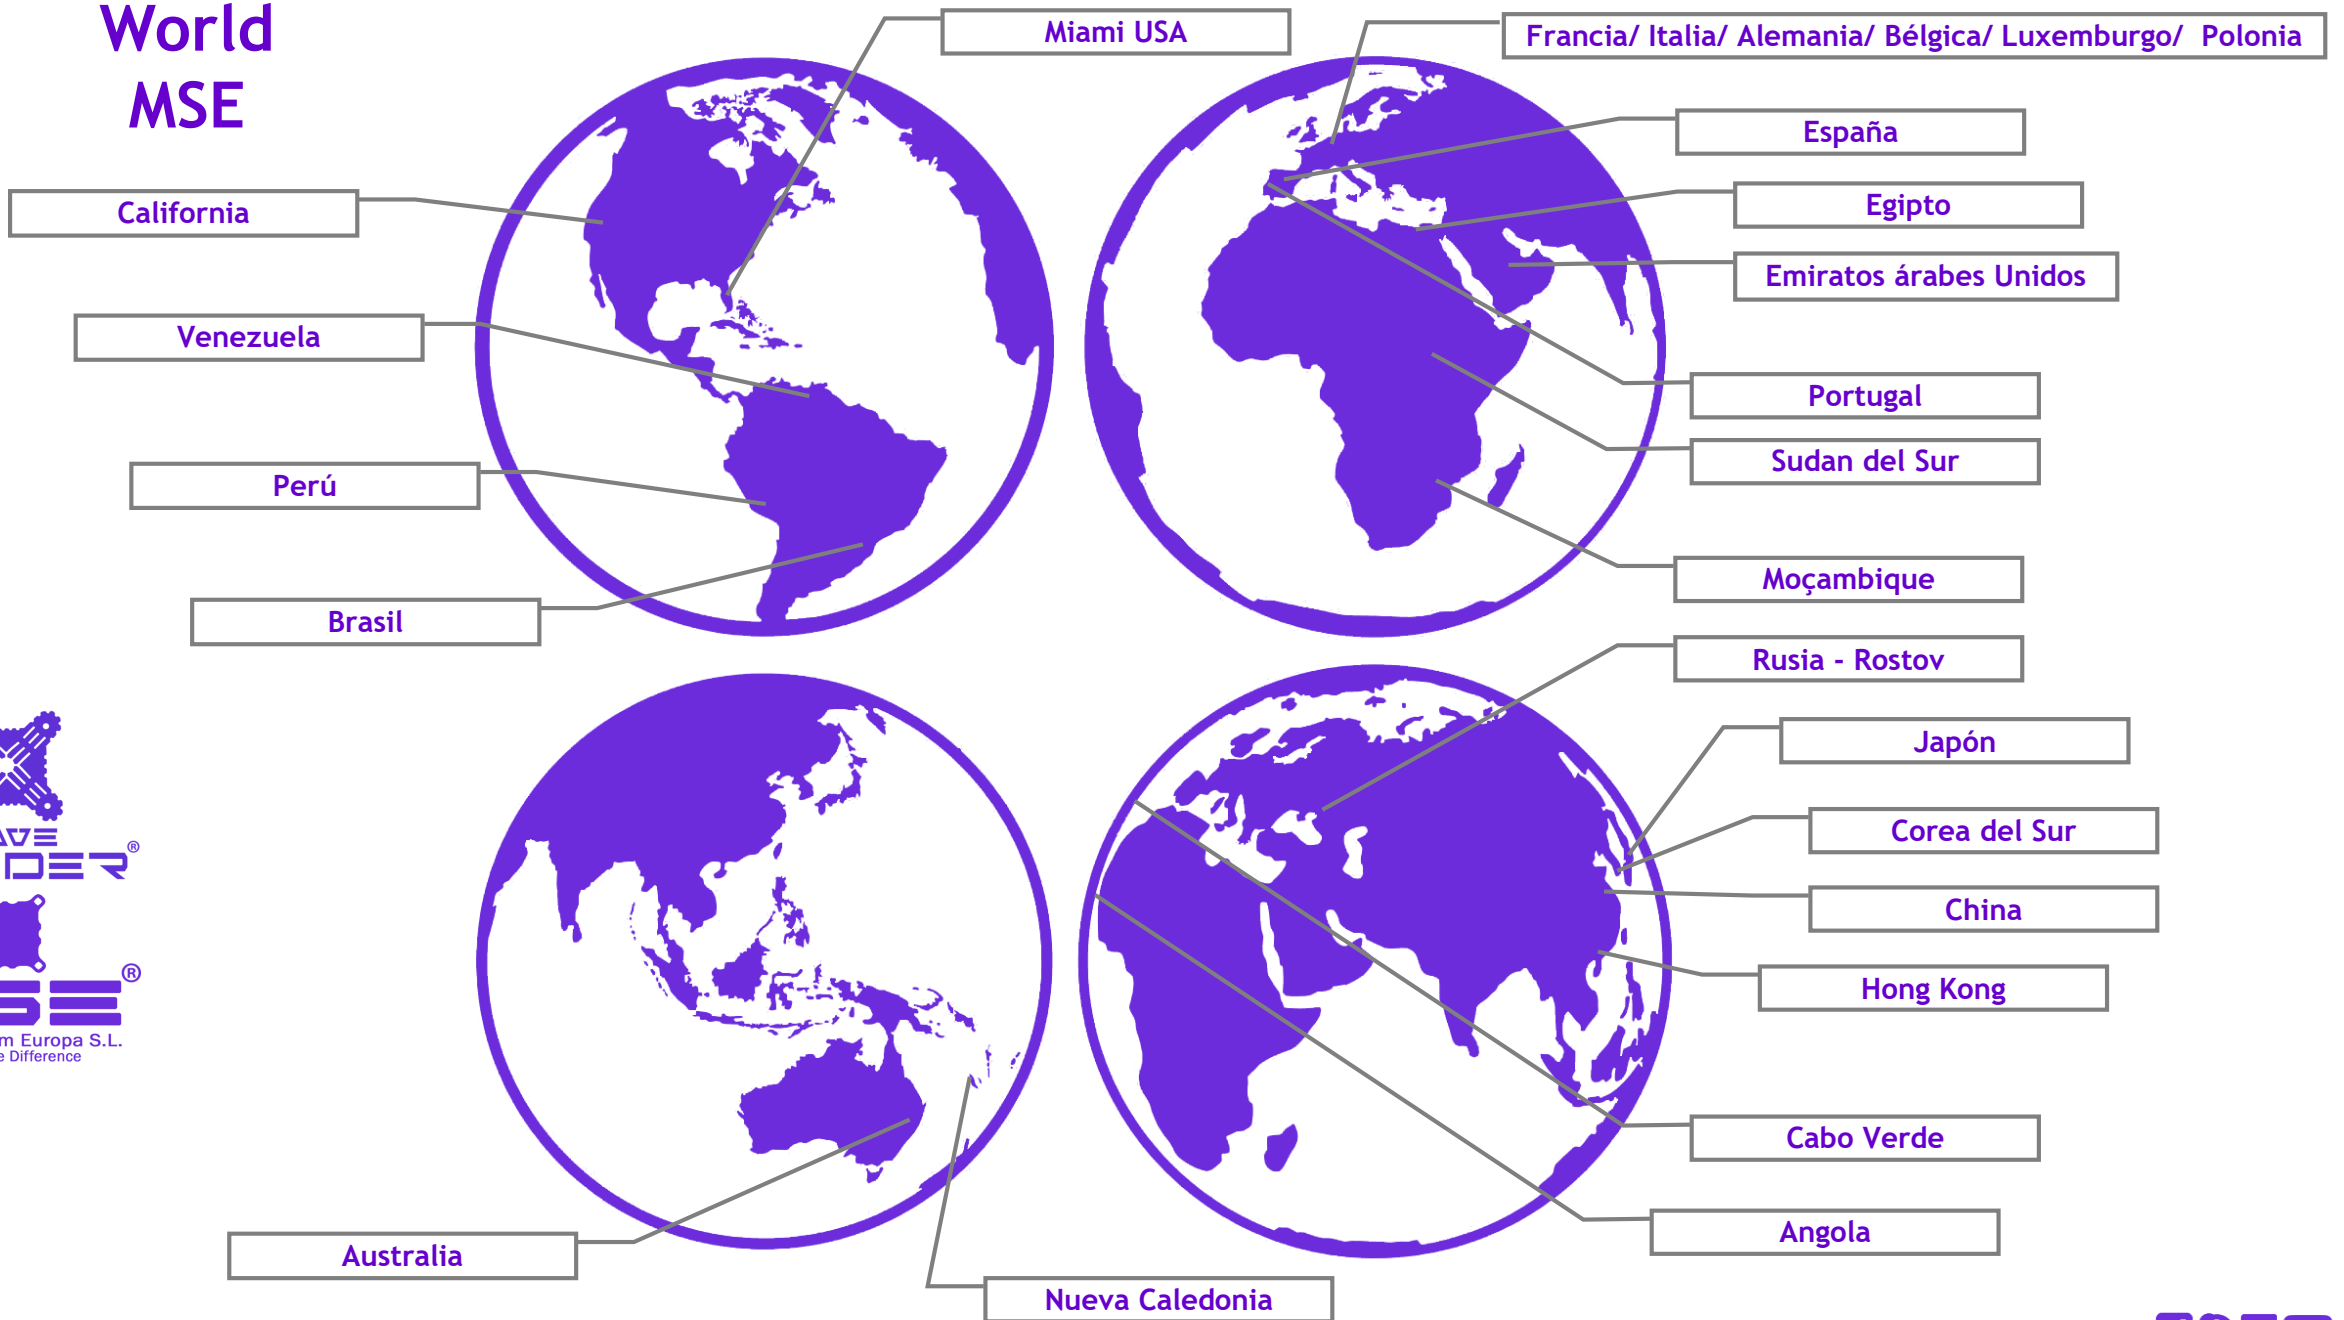 World
MSE
Miami USA
Francia/ Italia/ Alemania/ Bélgica/ Luxemburgo/ Polonia
España
California
Egipto
Emiratos árabes Unidos
Venezuela
Portugal
Sudan del Sur
Perú
Moçambique
Brasil
Rusia - Rostov
Japón
Corea del Sur
China
Hong Kong
Cabo Verde
Angola
Australia
Nueva Caledonia
Europa S.L.
Difference